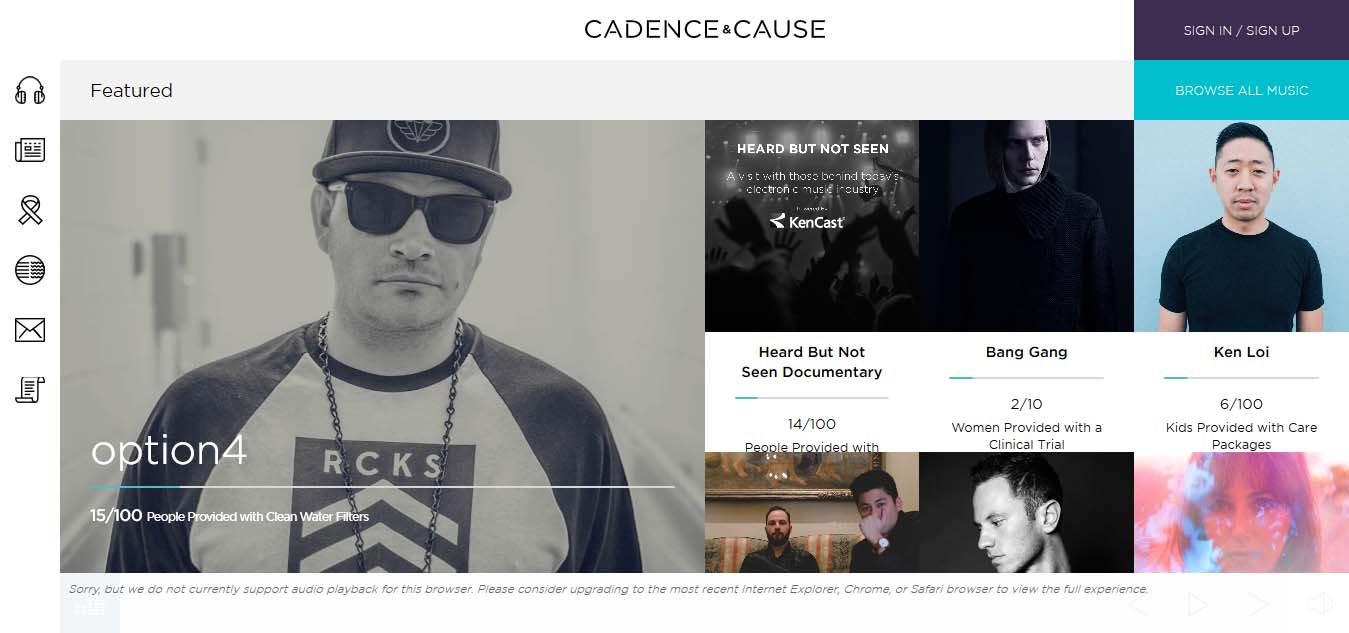 CADENCE&CAUSE
SIGN IN / SIGN UP
Featured
BROWSE ALL MUSIC
HEARD BUT NOT SEEN
A visit with those behind today's
electronic music industry
Powered By
KenCast
RCKS
option4
15/100 People Provided with Clean Water Filters
Heard But Not
Seen Documentary
14/100
People Provided with
Bang Gang
2/10
Women Provided with a
Clinical Trial
Ken Loi
6/100
Kids Provided with Care
Packages
Sorry, but we do not currently support audio playback for this browser. Please consider upgrading to the most recent Internet Explorer, Chrome, or Safari browser to view the full experience.